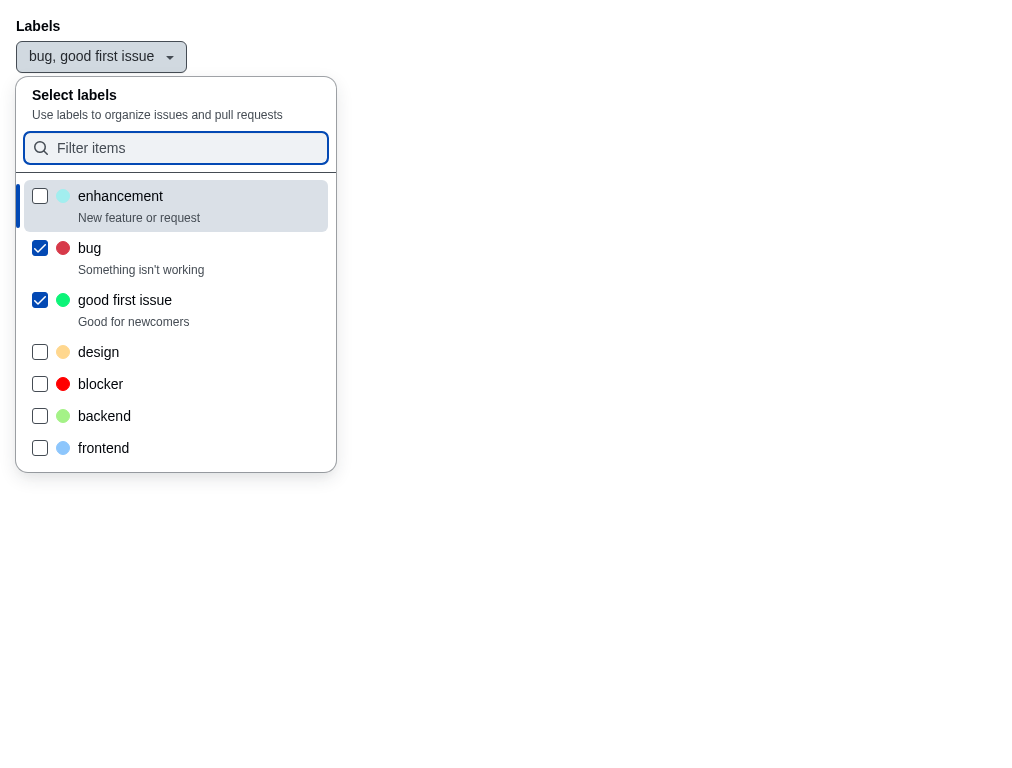 Labels
bug, good first issue
Select labels
Use labels to organize issues and pull requests
Filter items
enhancement
New feature or request
bug
Something isn't working
good first issue
Good for newcomers
design
blocker
backend
frontend